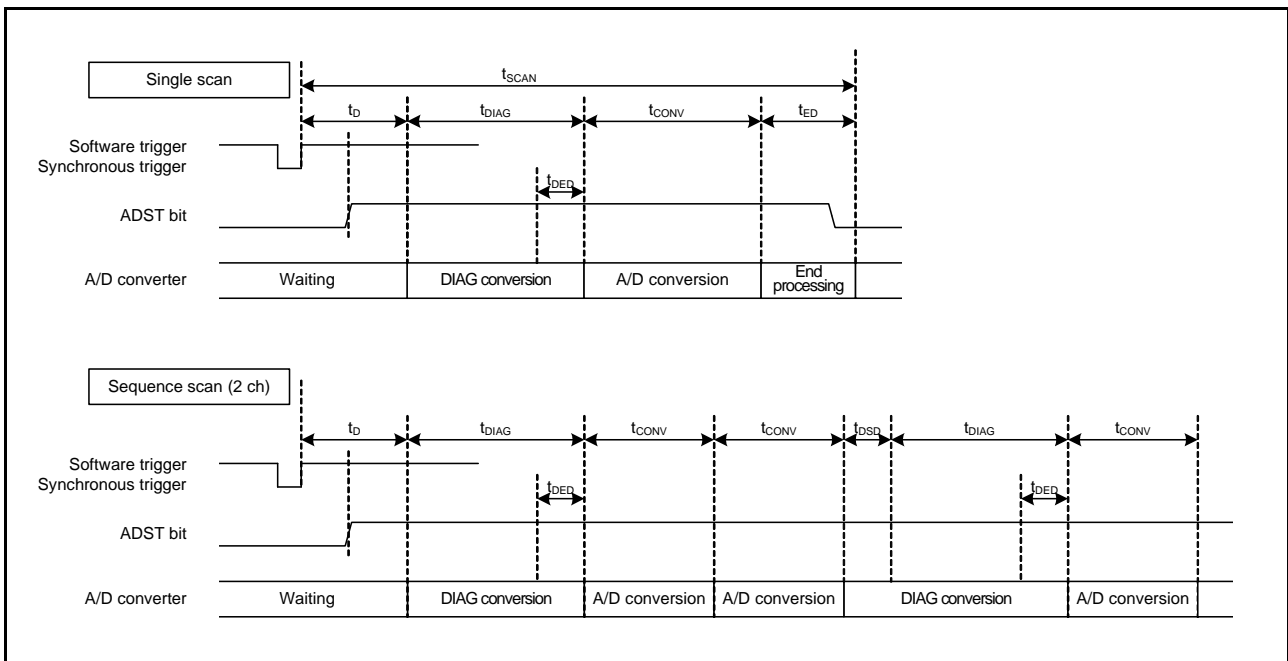 Single scan
tSCAN
tD
tDIAG
tCONV
tED
Software trigger
Synchronous trigger
tDED
ADST bit
A/D converter
Waiting
DIAG conversion
A/D conversion
End
processing
Sequence scan (2 ch)
tD
tDIAG
tCONV
tCONV
tDSD
tDIAG
tCONV
Software trigger
Synchronous trigger
tDED
tDED
ADST bit
A/D converter
Waiting
DIAG conversion
A/D conversion
A/D conversion
DIAG conversion
A/D conversion